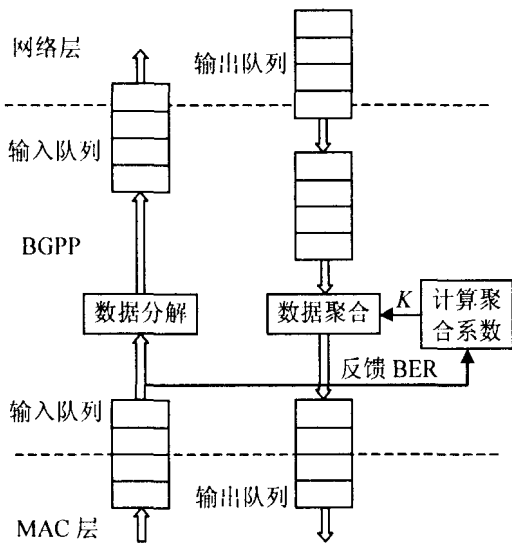 网络层
输出队列
输入队列
BGPP
数据分解
数据聚合
K
计算聚
合系数
反馈 BER
输入队列
输出队列
MAC 层